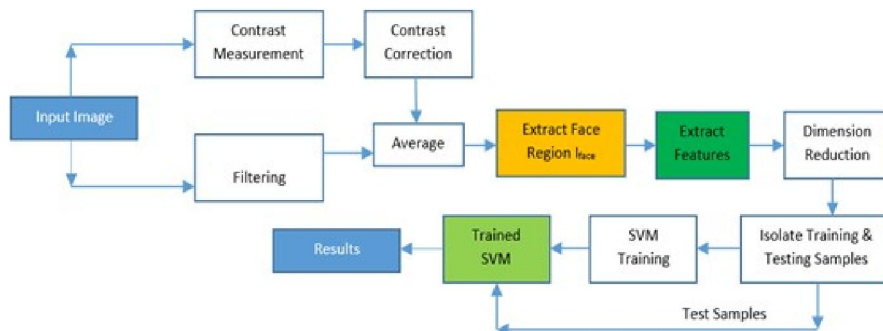 Contrast
Measurement
Contrast
Correction
Input Image
Filtering
Average
Extract Face
Region Iface
Extract
Features
Dimension
Reduction
Isolate Training &
Testing Samples
SVM
Training
Trained
SVM
Results
Test Samples